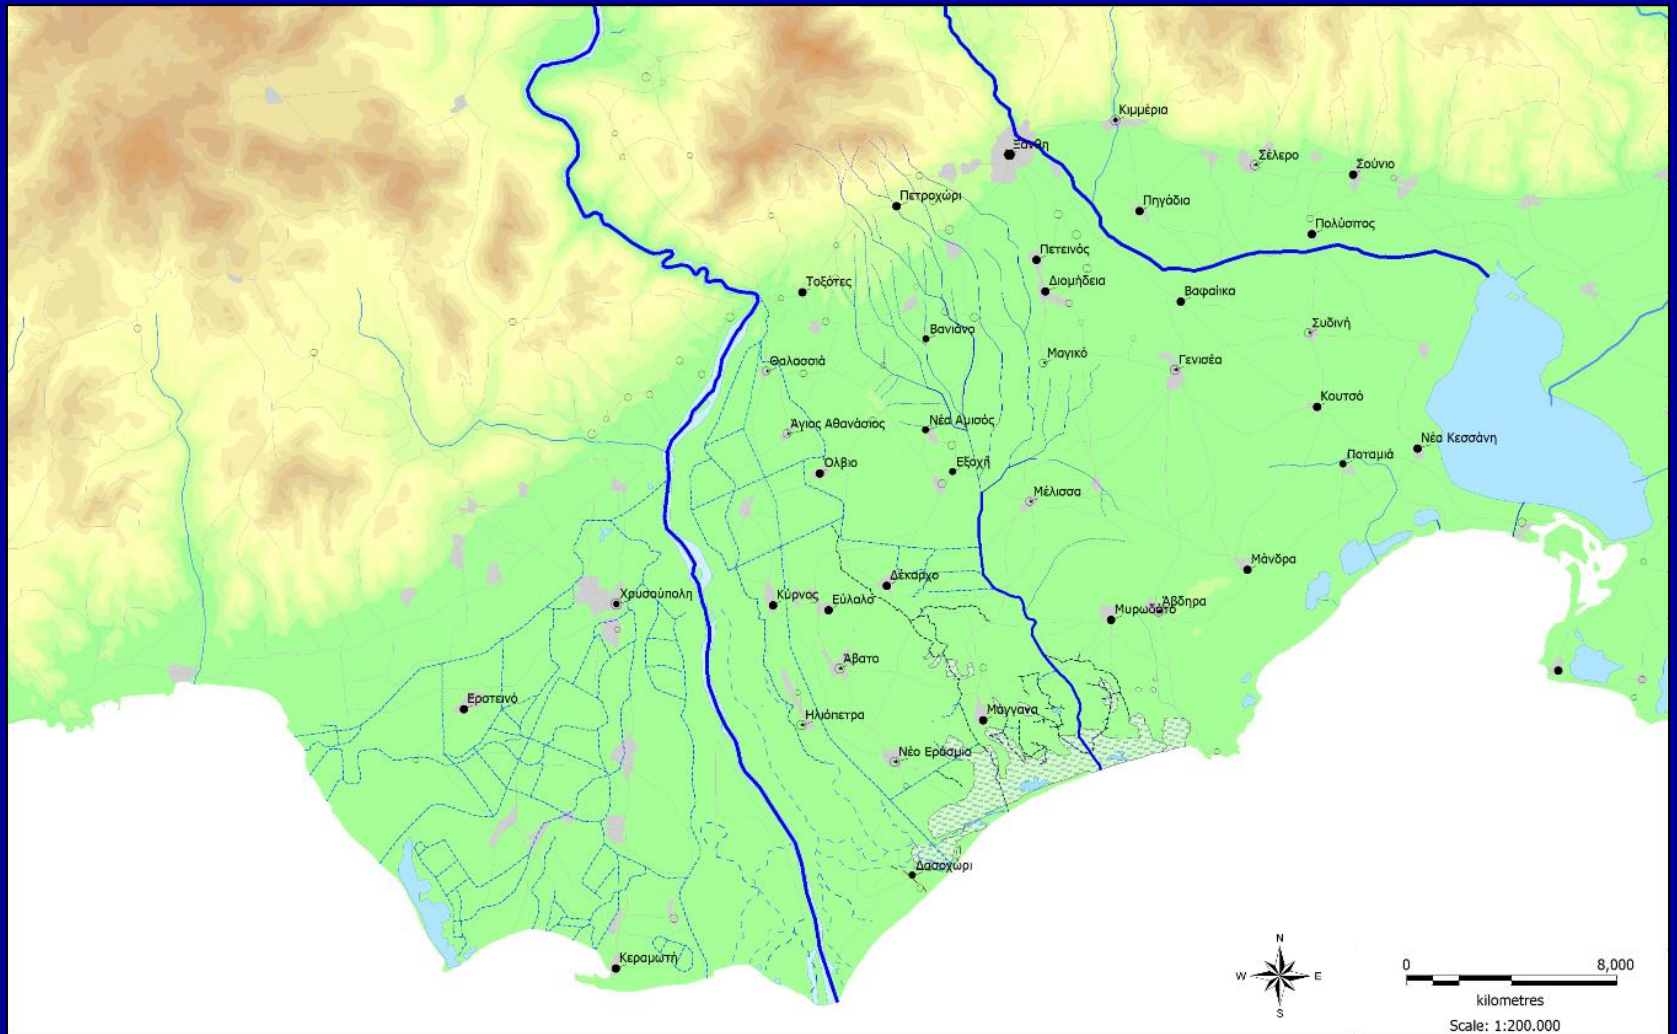 Κιμμέρια
Ξάνθη
Σέλερο
Σούνιο
Πετροχώρι
Πηγάδια
Πολύσιτος
Πετεινός
Τοξότες
Διομήδεια
Βαφαίικα
Συδινή
Βανιάνο
Θαλασσιά
Μαγικό
Γενισέα
Κουτσό
Άγιος Αθανάσιος
Νέα Αμισός
Νέα Κεσσάνη
Ποταμιά
Όλβιο
Εξοχή
Μέλισσα
Μάνδρα
Δέκαρχο
Χρυσούπολη
Κύρνος
Εύλαλο
Άβδηρα
Μυρωδάτο
Άβατο
Ερατεινό
Ηλιόπετρα
Μάγγανα
Νέο Εράσμιο
Δασοχώρι
Κεραμωτή
N
W E
S
0 8,000
kilometres
Scale: 1:200.000